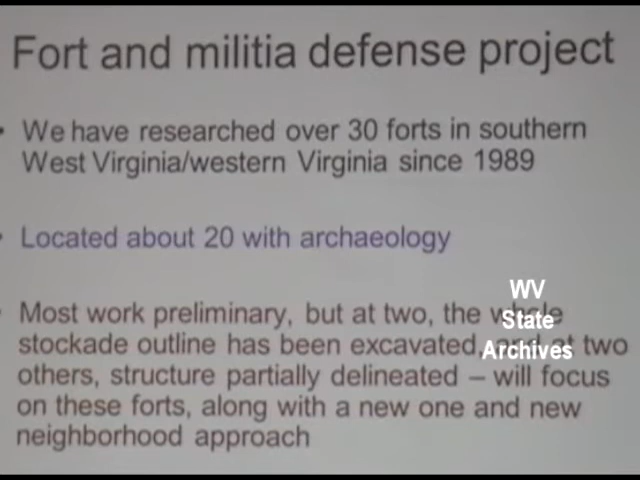 Fort and militia defense project
• We have researched over 30 forts in southern
West Virginia/western Virginia since 1989
• Located about 20 with archaeology
Most work preliminary, but at two, the whole
stockade outline has been excavated, and at two
others, structure partially delineated – will focus
on these forts, along with a new one and new
neighborhood approach
WV
State
Archives